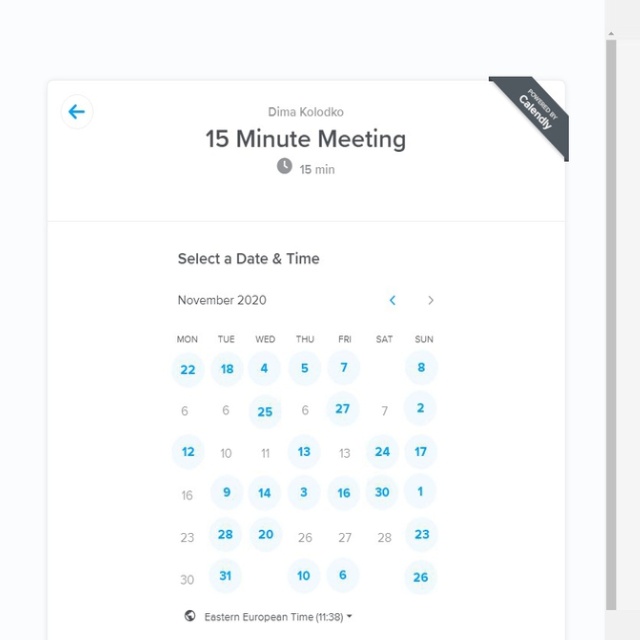 POWERED BY
Calendly
Dima Kolodko
15 Minute Meeting
15 min
Select a Date & Time
November 2020
MON TUE WED THU FRI SAT SUN
22 18 4 5 7 8
6 6 25 6 27 7 2
12 10 11 13 13 24 17
16 9 14 3 16 30 1
23 28 20 26 27 28 23
30 31 10 6 26
Eastern European Time (11:38)